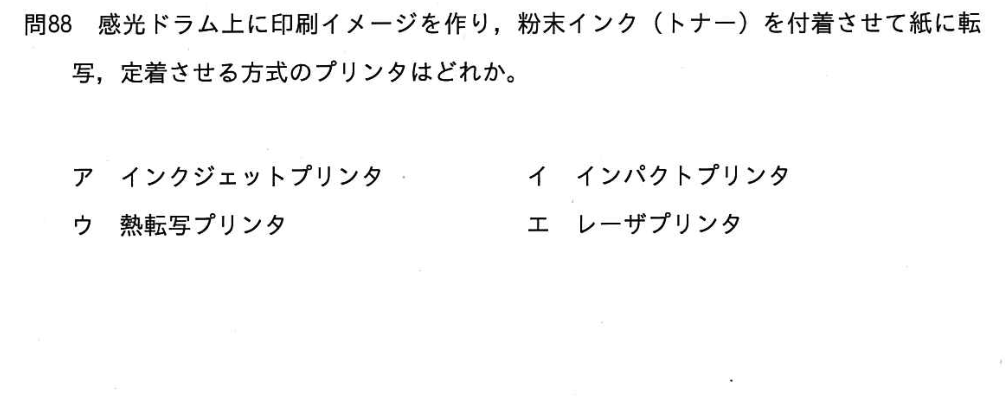 問88　感光ドラム上に印刷イメージを作り，粉末インク（トナー）を付着させて紙に転
写，定着させる方式のプリンタはどれか。
ア　インクジェットプリンタ　イ　インパクトプリンタ
ウ　熱転写プリンタ　エ　レーザプリンタ